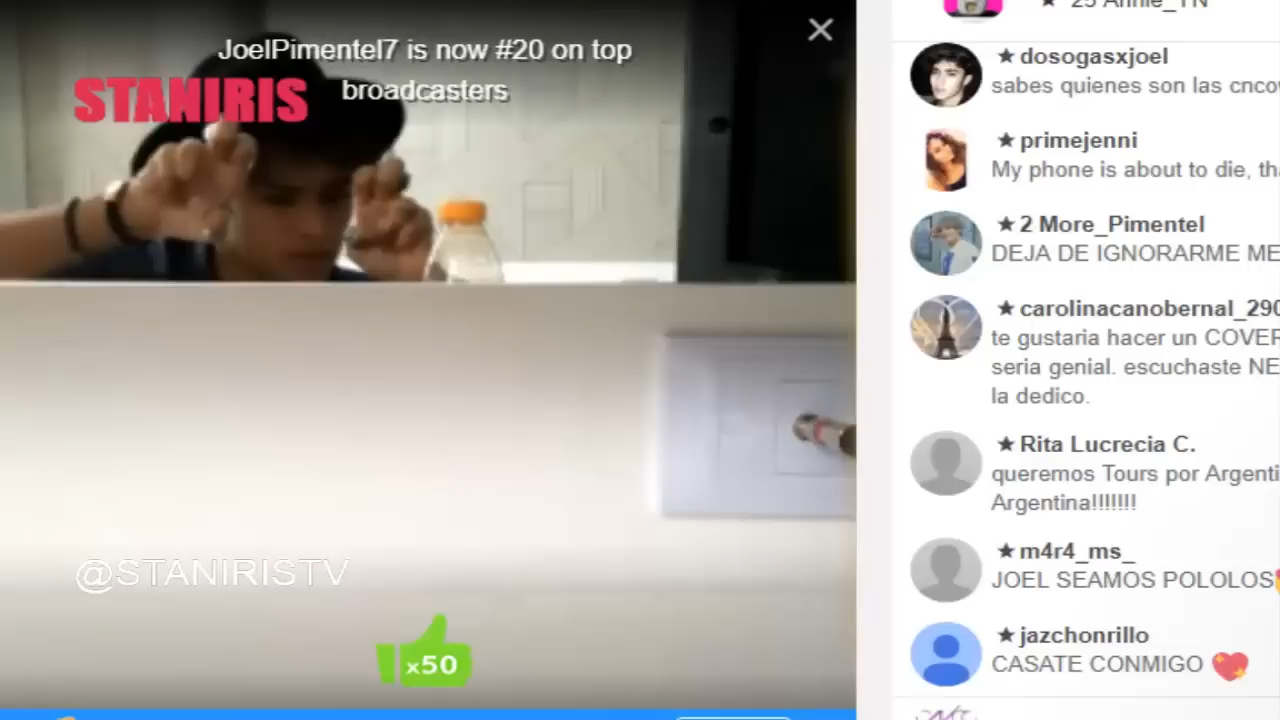 JoelPimentel7 is now #20 on top
broadcasters
STANIRIS
@STANIRISTV
x50
★ 25 Annie_TN
★ dosogasxjoel
sabes quienes son las cnco
★ primejenni
My phone is about to die, tha
★ 2 More_Pimentel
DEJA DE IGNORARME ME
★ carolinacanobernal_290
te gustaria hacer un COVER
seria genial. escuchaste NE
la dedico.
★ Rita Lucrecia C.
queremos Tours por Argenti
Argentina!!!!!!!
★ m4r4_ms_
JOEL SEAMOS POLOLOS
★ jazchonrillo
CASATE CONMIGO 💖